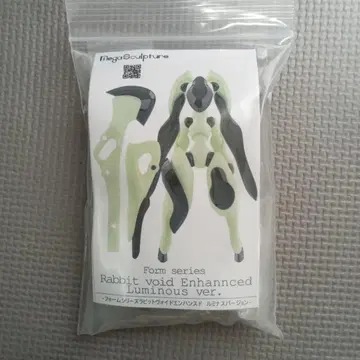 MegaSculpture
Form series
Rabbit void Enhannced
Luminous ver.
-フォームシリーズラビットヴォイドエンハンスド ルミナスバージョン-